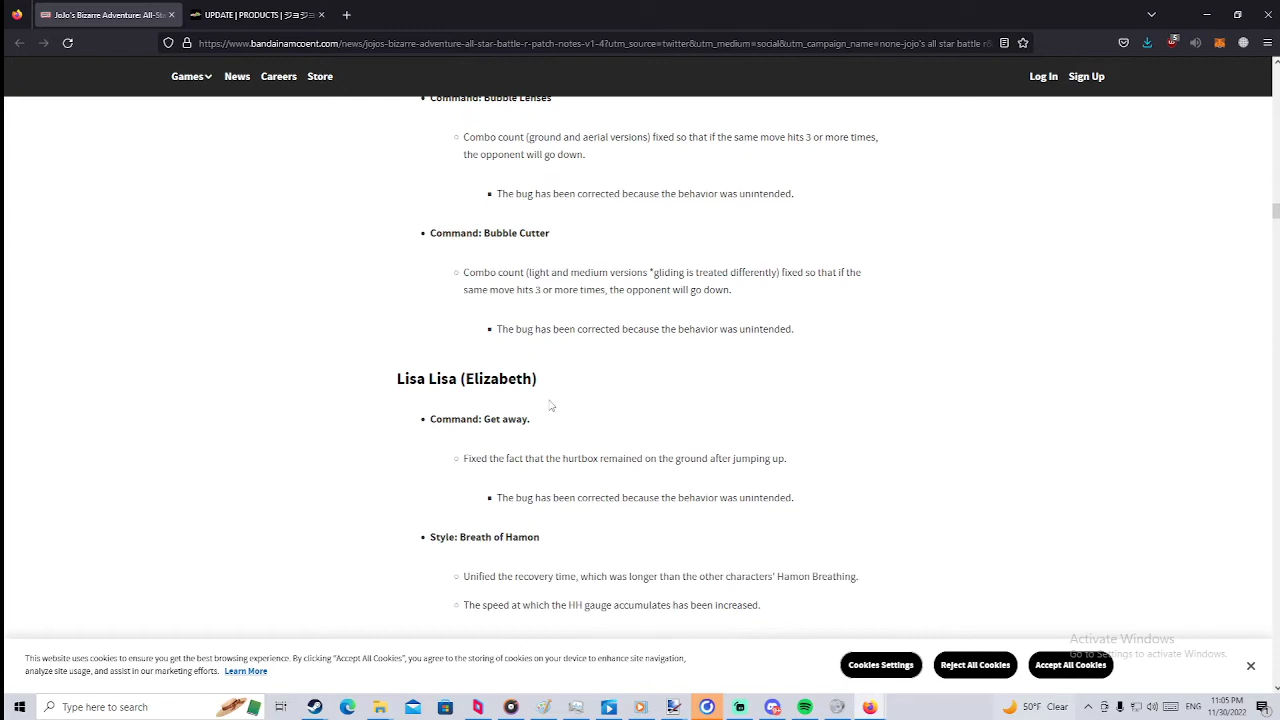 Jojo's Bizarre Adventure: All-Sta
UPDATE | PRODUCTS | ジョジョ
https://www.bandainamcoent.com/news/jojos-bizarre-adventure-all-star-battle-r-patch-notes-v1-4?utm_source=twitter&utm_medium=social&utm_campaign_name=none-jojo's all star battle r
Games News Careers Store Log In Sign Up
• Command: Bubble Lenses
Combo count (ground and aerial versions) fixed so that if the same move hits 3 or more times,
the opponent will go down.
The bug has been corrected because the behavior was unintended.
• Command: Bubble Cutter
Combo count (light and medium versions *gliding is treated differently) fixed so that if the
same move hits 3 or more times, the opponent will go down.
The bug has been corrected because the behavior was unintended.
Lisa Lisa (Elizabeth)
• Command: Get away.
Fixed the fact that the hurtbox remained on the ground after jumping up.
The bug has been corrected because the behavior was unintended.
• Style: Breath of Hamon
Unified the recovery time, which was longer than the other characters' Hamon Breathing.
The speed at which the HH gauge accumulates has been increased.
Activate Windows
Go to Settings to activate Windows.
This website uses cookies to ensure you get the best browsing experience. By clicking "Accept All Cookies", you agree to the storing of cookies on your device to enhance site navigation,
analyze site usage, and assist in our marketing efforts. Learn More
Cookies Settings
Reject All Cookies
Accept All Cookies
Type here to search
50°F Clear
ENG
11:05 PM
11/30/2022